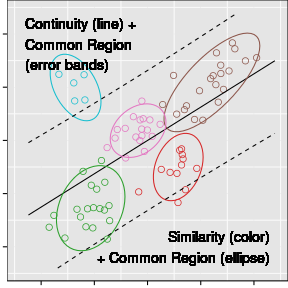 Continuity (line) +
Common Region
(error bands)
Similarity (color)
+ Common Region (ellipse)